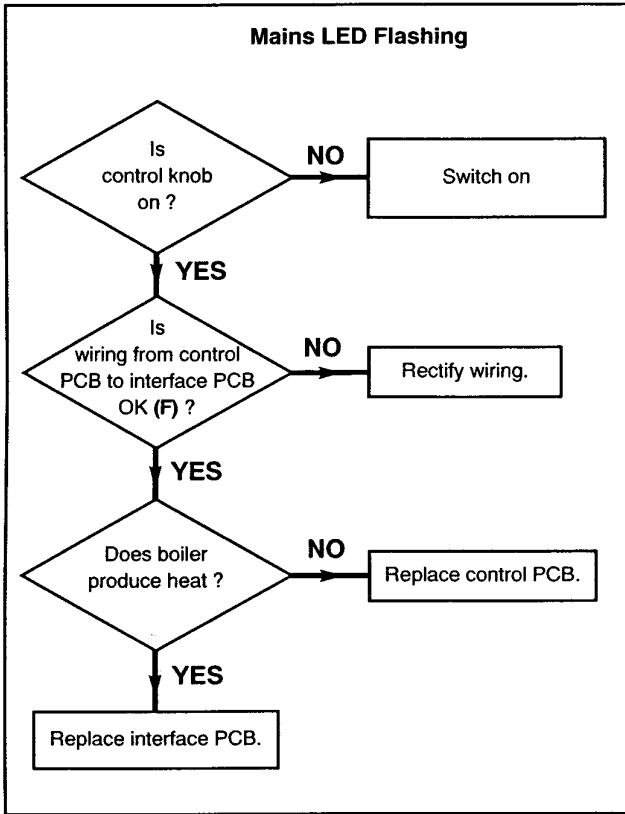 Mains LED Flashing
Is
control knob
on ?
NO
Switch on
YES
Is
wiring from control
PCB to interface PCB
OK (F) ?
NO
Rectify wiring.
YES
Does boiler
produce heat ?
NO
Replace control PCB.
YES
Replace interface PCB.